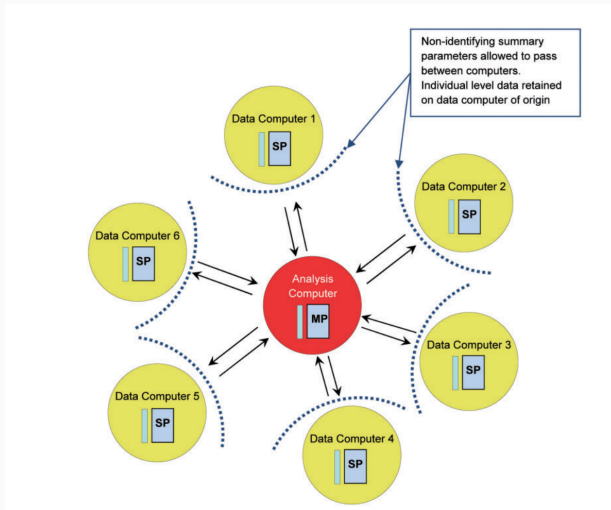 Non-identifying summary
parameters allowed to pass
between computers.
Individual level data retained
on data computer of origin
Data Computer 1
SP
Data Computer 2
SP
Data Computer 6
SP
Analysis
Computer
MP
Data Computer 3
SP
Data Computer 5
SP
Data Computer 4
SP